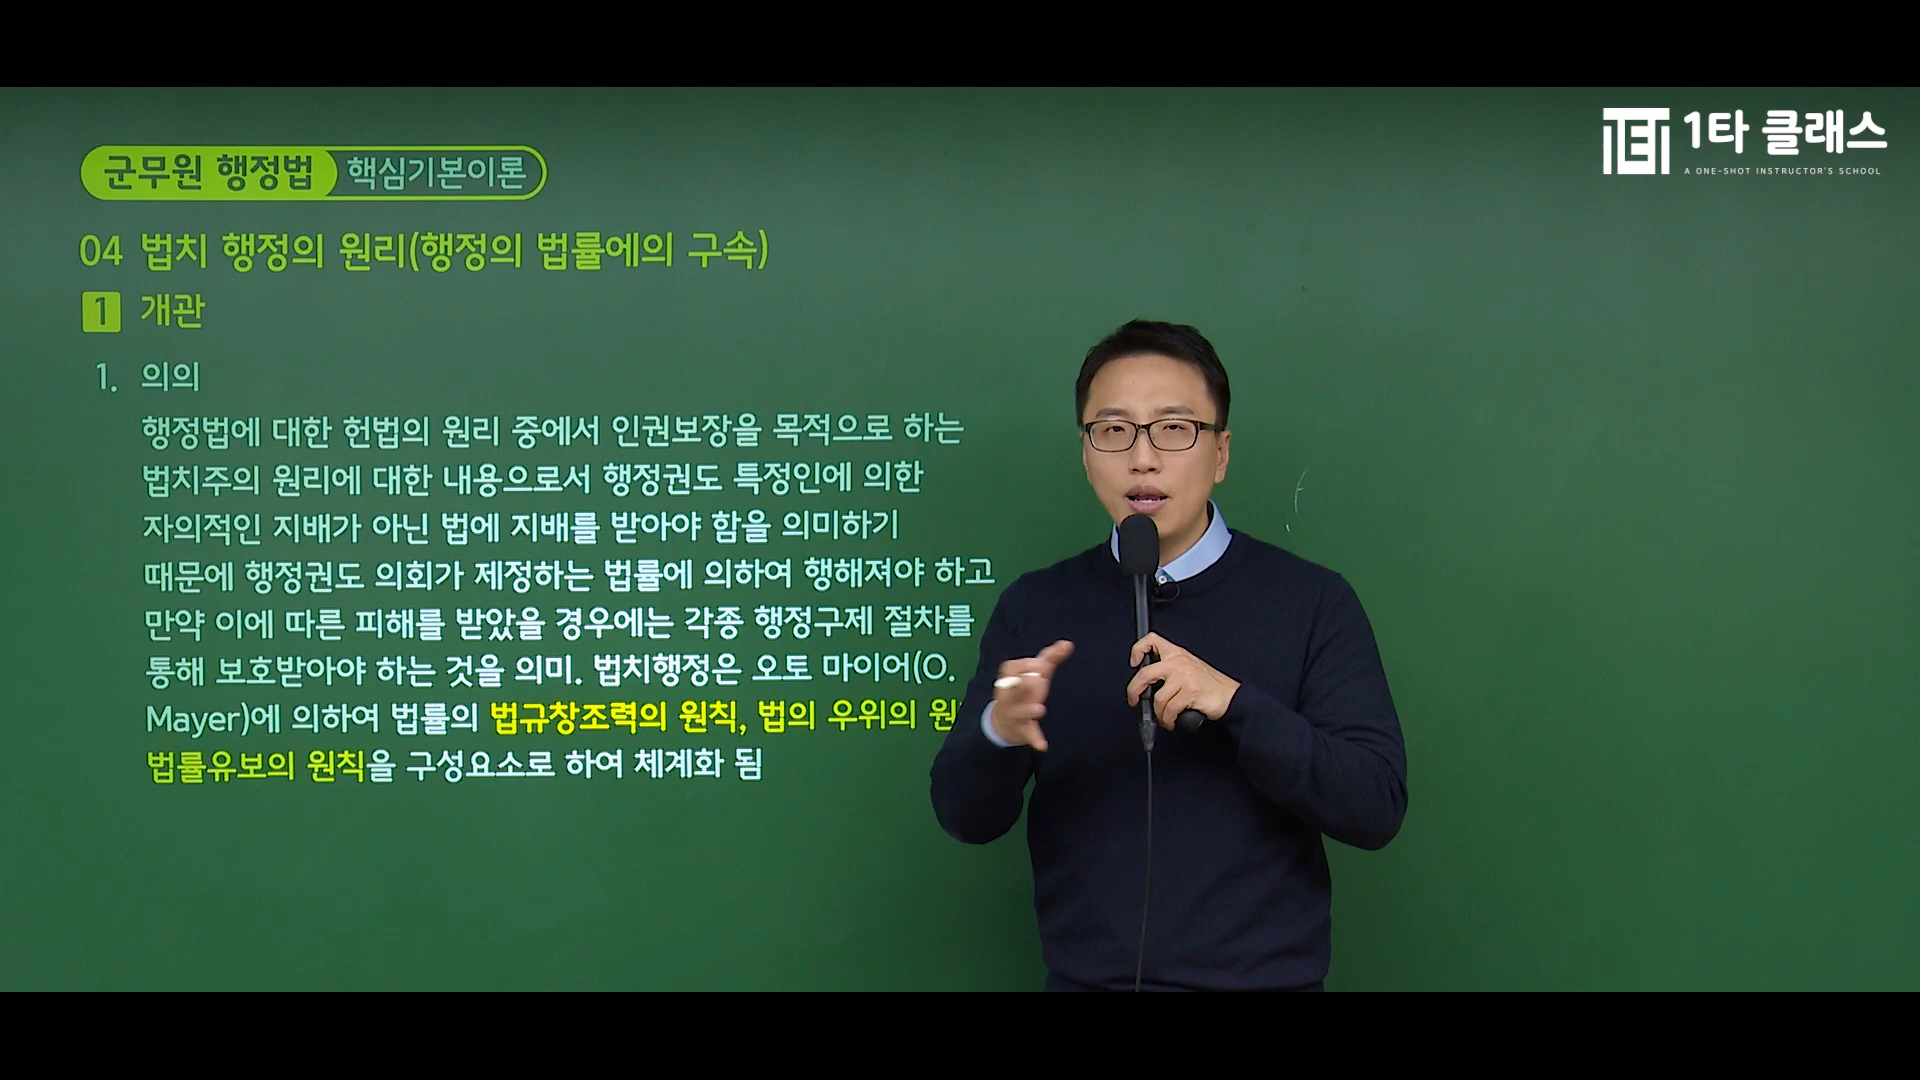 1타 클래스
A ONE-SHOT INSTRUCTOR'S SCHOOL
군무원 행정법 핵심기본이론
04 법치 행정의 원리(행정의 법률에의 구속)
1 개관
1. 의의
행정법에 대한 헌법의 원리 중에서 인권보장을 목적으로 하는
법치주의 원리에 대한 내용으로서 행정권도 특정인에 의한
자의적인 지배가 아닌 법에 지배를 받아야 함을 의미하기
때문에 행정권도 의회가 제정하는 법률에 의하여 행해져야 하고
만약 이에 따른 피해를 받았을 경우에는 각종 행정구제 절차를
통해 보호받아야 하는 것을 의미. 법치행정은 오토 마이어(O.
Mayer)에 의하여 법률의 법규창조력의 원칙, 법의 우위의
법률유보의 원칙을 구성요소로 하여 체계화 됨